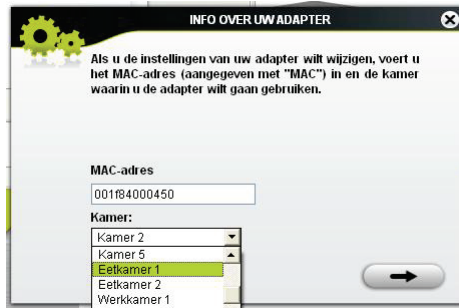 INFO OVER UW ADAPTER
Als u de instellingen van uw adapter wilt wijzigen, voert u
het MAC-adres (aangegeven met "MAC") in en de kamer
waarin u de adapter wilt gaan gebruiken.
MAC-adres
001f84000450
Kamer:
Kamer 2
Kamer 5
Eetkamer 1
Eetkamer 2
Werkkamer 1